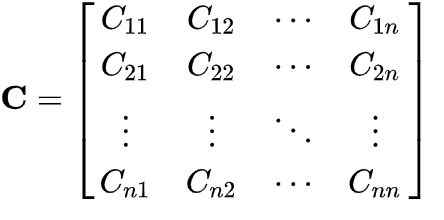 C₁₁ C₁₂ ⋯ C₁ₙ
C₂₁ C₂₂ ⋯ C₂ₙ
C =
⋮ ⋮ ⋱ ⋮
Cₙ₁ Cₙ₂ ⋯ Cₙₙ